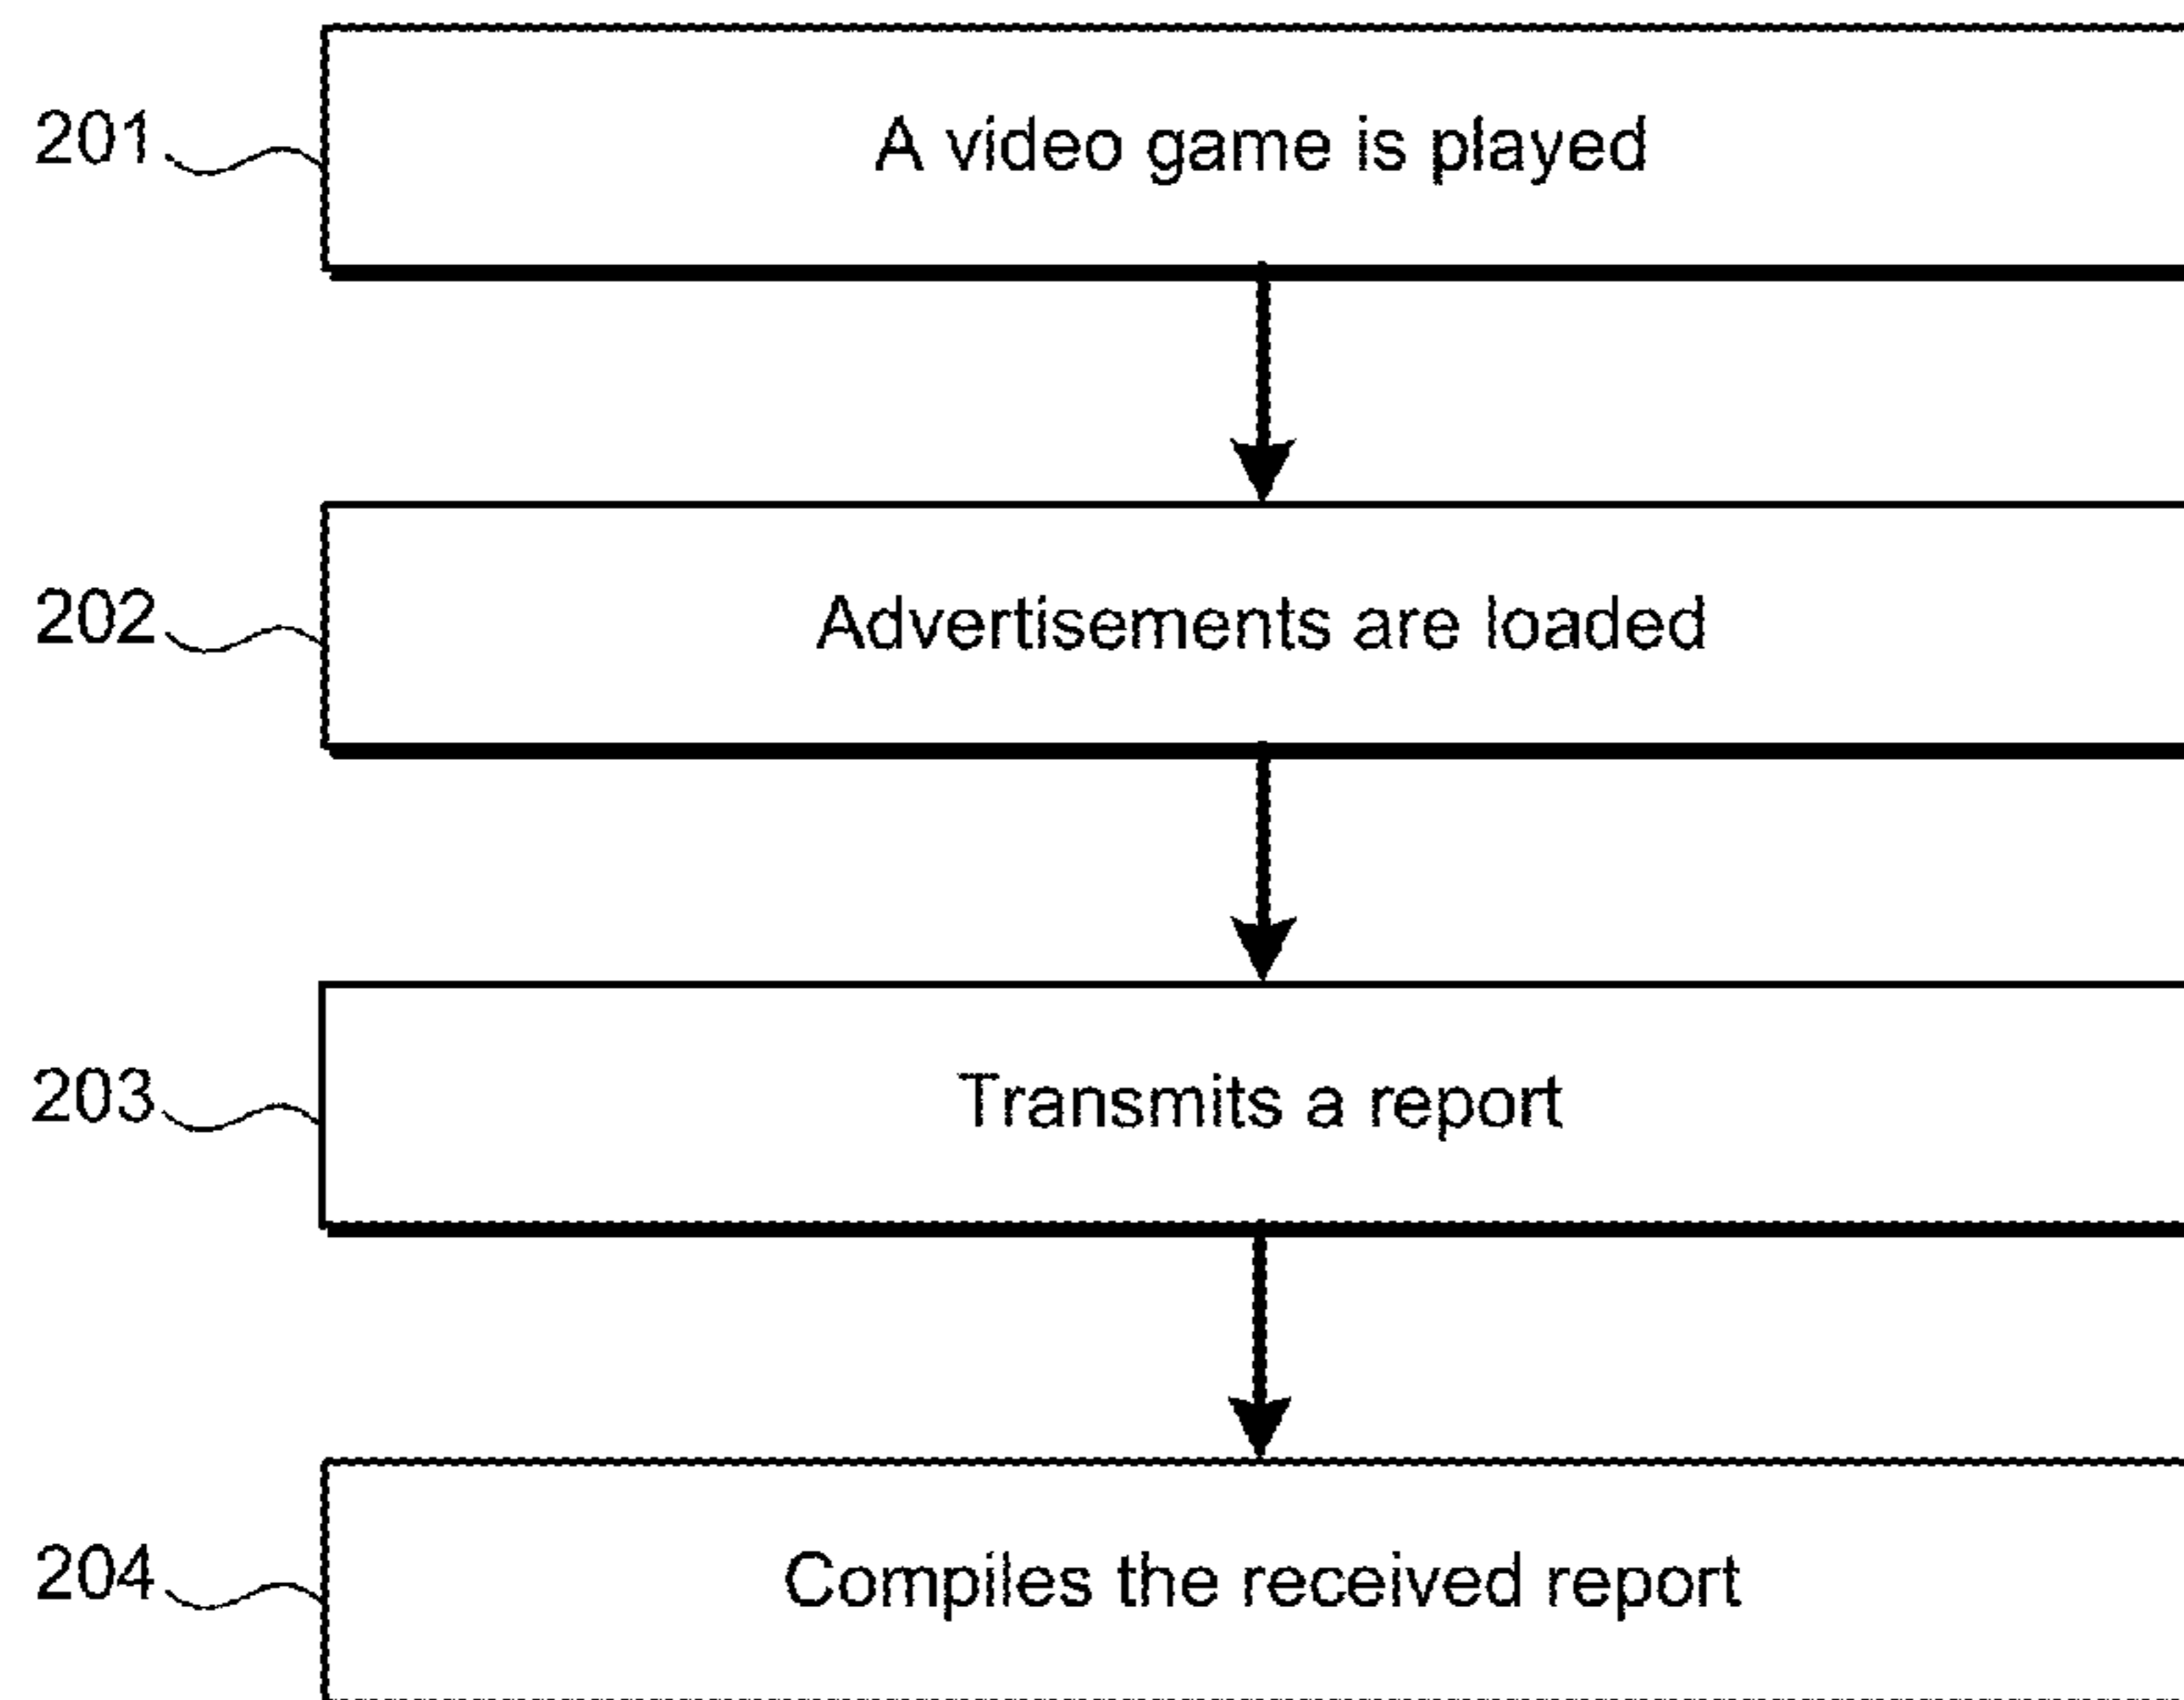 201 A video game is played
202 Advertisements are loaded
203 Transmits a report
204 Compiles the received report